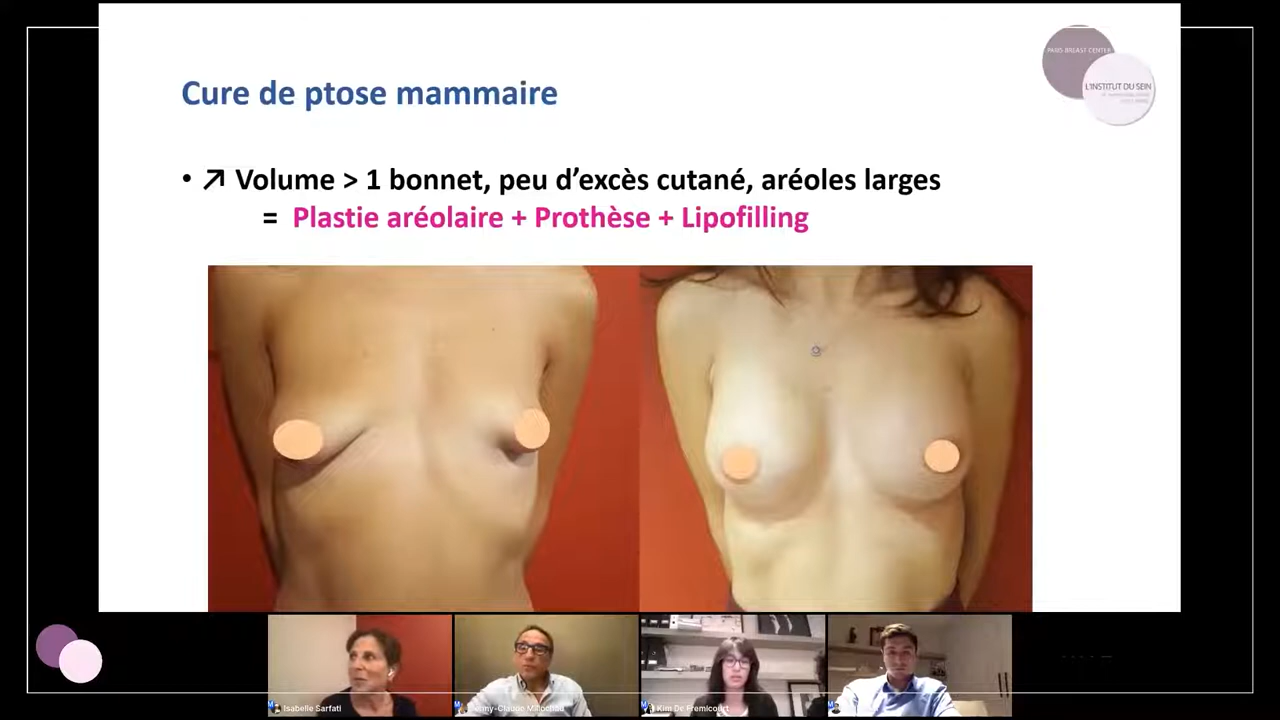 PARIS BREAST CENTER
L'INSTITUT DU SEIN
Cure de ptose mammaire
• ↗ Volume > 1 bonnet, peu d'excès cutané, aréoles larges
= Plastie aréolaire + Prothèse + Lipofilling
Isabelle Sarfati
Kim De Fremicourt